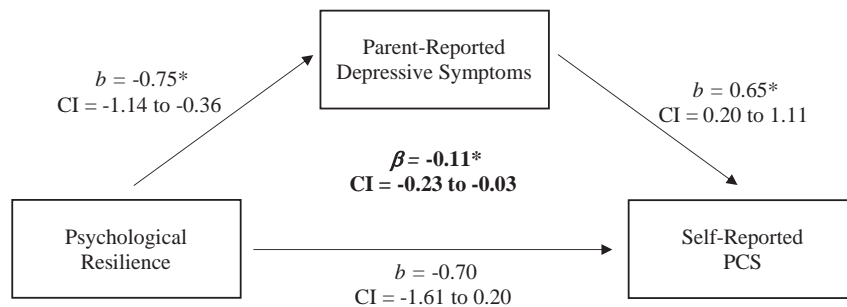 Parent-Reported
Depressive Symptoms
b = -0.75*
CI = -1.14 to -0.36
b = 0.65*
CI = 0.20 to 1.11
β = -0.11*
CI = -0.23 to -0.03
Psychological
Resilience
Self-Reported
PCS
b = -0.70
CI = -1.61 to 0.20